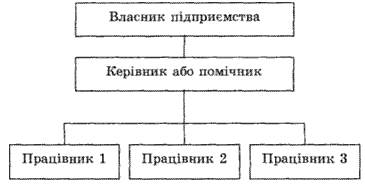 Власник підприємства
Керівник або помічник
Працівник 1
Працівник 2
Працівник 3